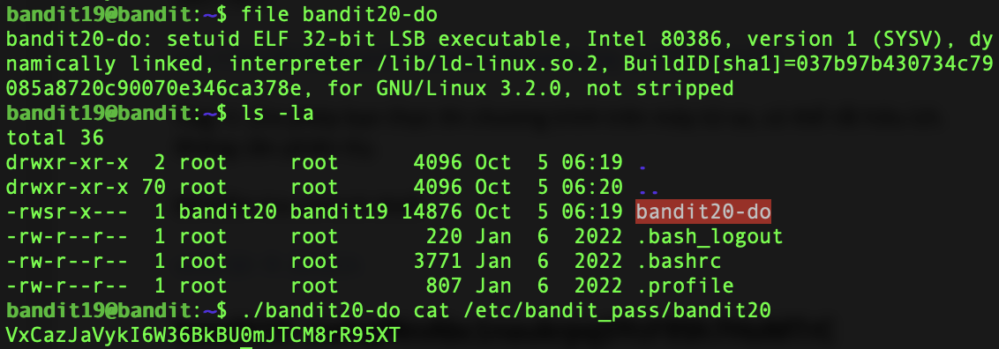 bandit19@bandit:~$ file bandit20-do
bandit20-do: setuid ELF 32-bit LSB executable, Intel 80386, version 1 (SYSV), dy
namically linked, interpreter /lib/ld-linux.so.2, BuildID[sha1]=037b97b430734c79
085a8720c90070e346ca378e, for GNU/Linux 3.2.0, not stripped
bandit19@bandit:~$ ls -la
total 36
drwxr-xr-x  2 root     root      4096 Oct  5 06:19 .
drwxr-xr-x 70 root     root      4096 Oct  5 06:20 ..
-rwsr-x---  1 bandit20 bandit19 14876 Oct  5 06:19 bandit20-do
-rw-r--r--  1 root     root       220 Jan  6  2022 .bash_logout
-rw-r--r--  1 root     root      3771 Jan  6  2022 .bashrc
-rw-r--r--  1 root     root       807 Jan  6  2022 .profile
bandit19@bandit:~$ ./bandit20-do cat /etc/bandit_pass/bandit20
VxCazJaVykI6W36BkBU0mJTCM8rR95XT